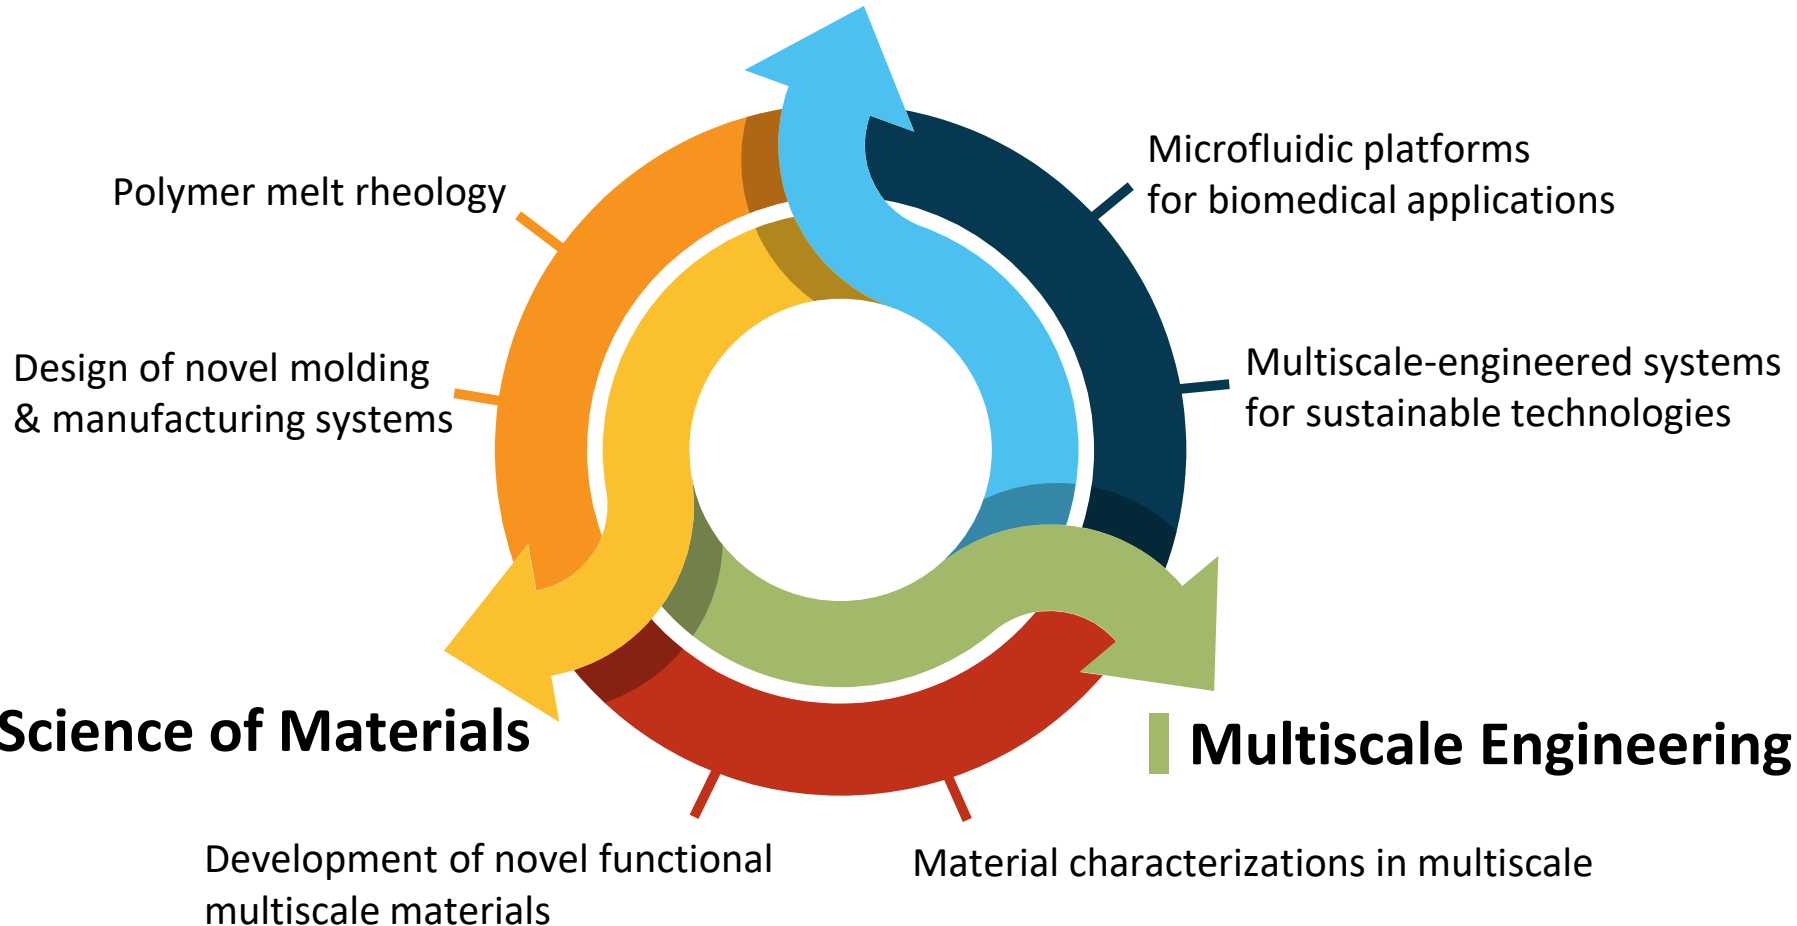 Polymer melt rheology
Design of novel molding
& manufacturing systems
Microfluidic platforms
for biomedical applications
Multiscale-engineered systems
for sustainable technologies
Science of Materials
Multiscale Engineering
Development of novel functional
multiscale materials
Material characterizations in multiscale